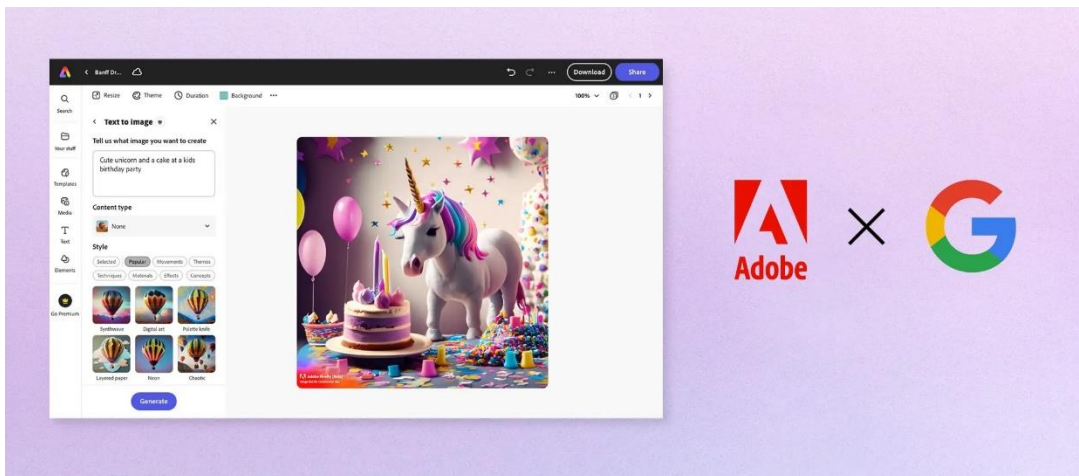 Banff Dr...
Download
Share
Search
Your stuff
Templates
Media
Text
Elements
Go Premium
Resize Theme Duration Background ...
100% 1
Text to image
Tell us what image you want to create
Cute unicorn and a cake at a kids
birthday party
Content type
None
Style
Selected Popular Movements Themes
Techniques Materials Effects Concepts
Synthwave Digital art Palette knife
Layered paper Neon Chaotic
Generate
Adobe Firefly (Beta)
Adobe
G